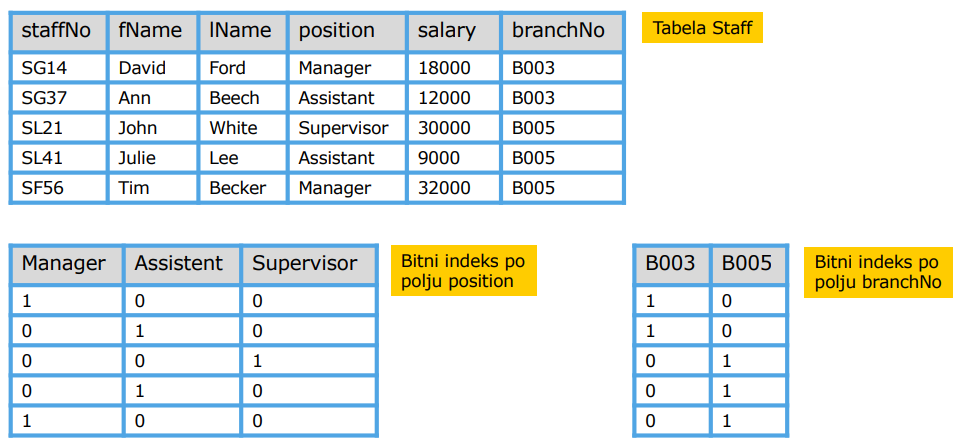 staffNo fName lName position salary branchNo
SG14 David Ford Manager 18000 B003
SG37 Ann Beech Assistant 12000 B003
SL21 John White Supervisor 30000 B005
SL41 Julie Lee Assistant 9000 B005
SF56 Tim Becker Manager 32000 B005
Tabela Staff
Manager Assistent Supervisor
1 0 0
0 1 0
0 0 1
0 1 0
1 0 0
Bitni indeks po
polju position
B003 B005
1 0
1 0
0 1
0 1
0 1
Bitni indeks po
polju branchNo